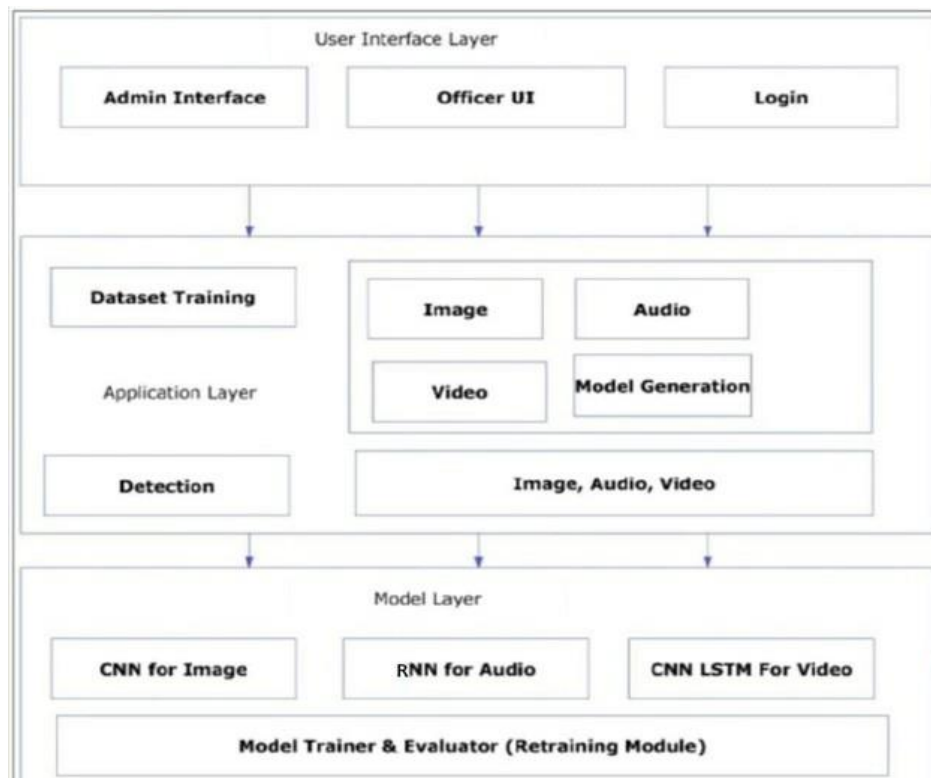 User Interface Layer
Admin Interface
Officer UI
Login
Dataset Training
Image
Audio
Application Layer
Video
Model Generation
Detection
Image, Audio, Video
Model Layer
CNN for Image
RNN for Audio
CNN LSTM For Video
Model Trainer & Evaluator (Retraining Module)